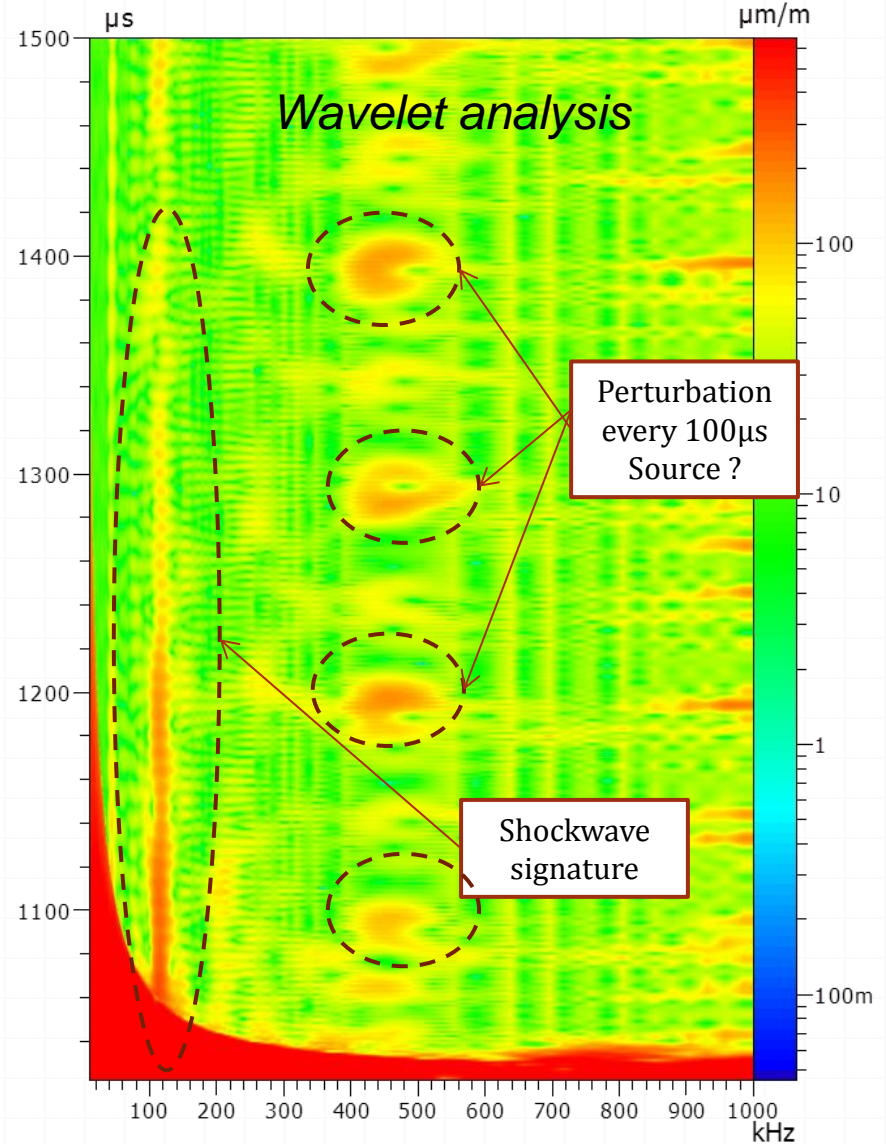 µs
µm/m
1500
Wavelet analysis
1400
100
Perturbation
every 100µs
Source ?
1300
10
1200
1
Shockwave
signature
1100
100m
100 200 300 400 500 600 700 800 900 1000
kHz